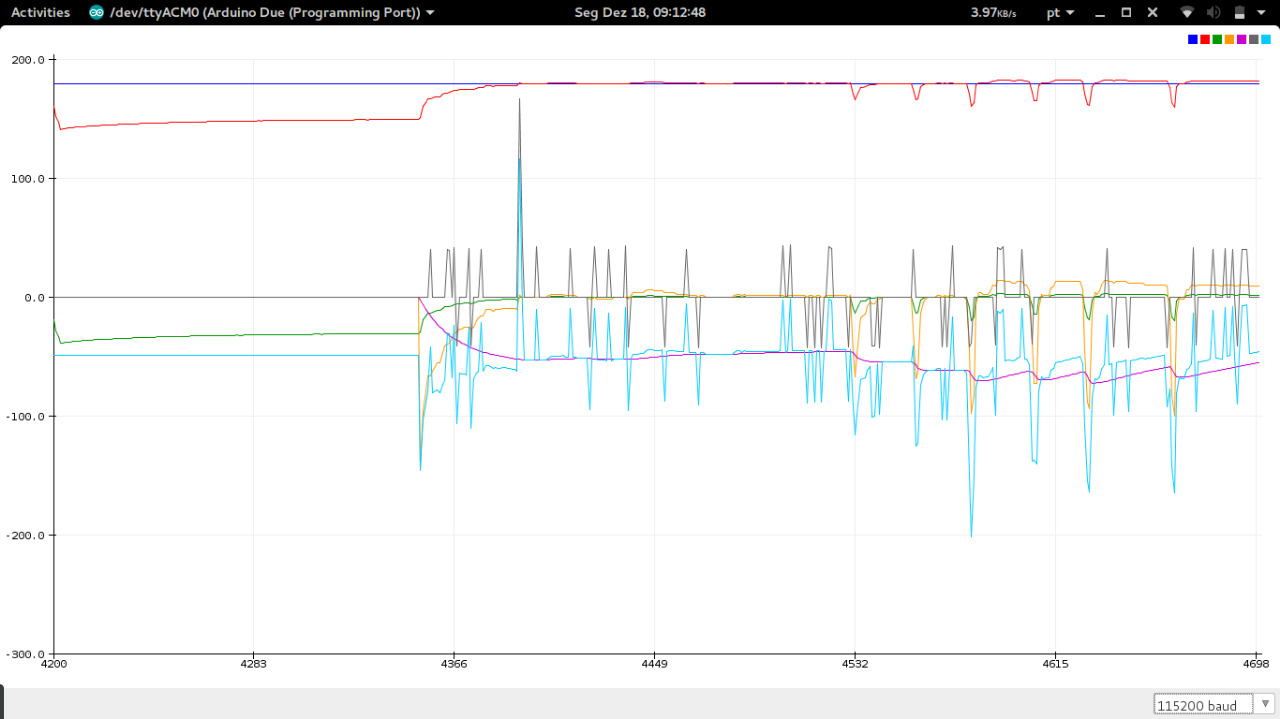 Activities /dev/ttyACM0 (Arduino Due (Programming Port)) Seg Dez 18, 09:12:48 3.97KB/s pt
200.0
100.0
0.0
-100.0
-200.0
-300.0
4200 4283 4366 4449 4532 4615 4698
115200 baud